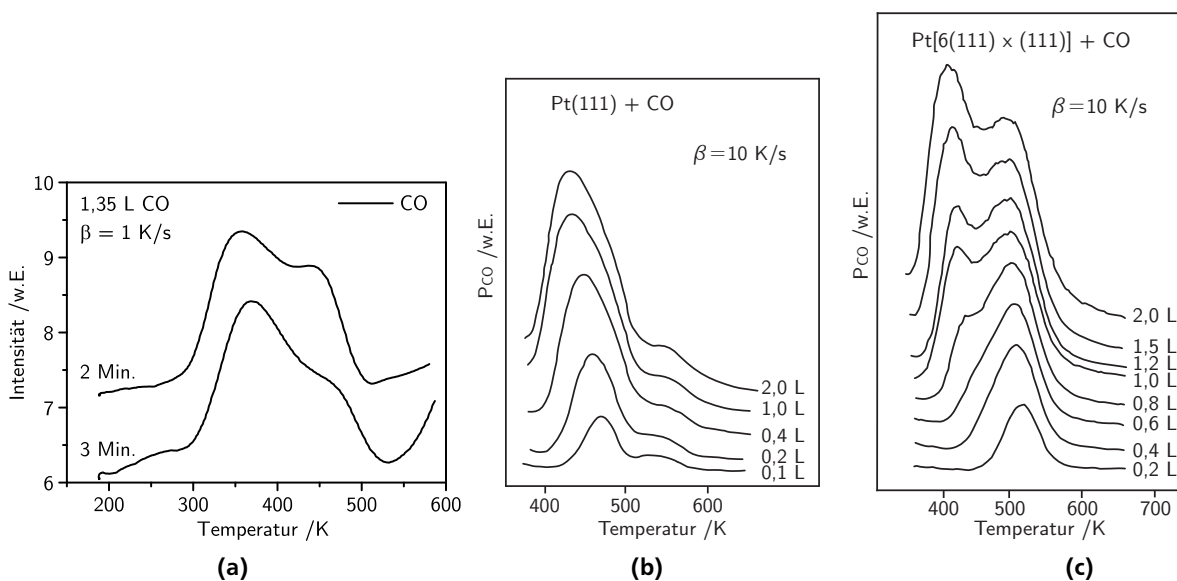 10
9
8
7
6
Intensität /w.E.
1,35 L CO
β = 1 K/s
CO
2 Min.
3 Min.
200
300
400
500
600
Temperatur /K
(a)
Pt(111) + CO
β=10 K/s
PCO /w.E.
2,0 L
1,0 L
0,4 L
0,2 L
0,1 L
400
500
600
Temperatur /K
(b)
Pt[6(111) × (111)] + CO
β=10 K/s
PCO /w.E.
2,0 L
1,5 L
1,2 L
1,0 L
0,8 L
0,6 L
0,4 L
0,2 L
400
500
600
700
Temperatur /K
(c)